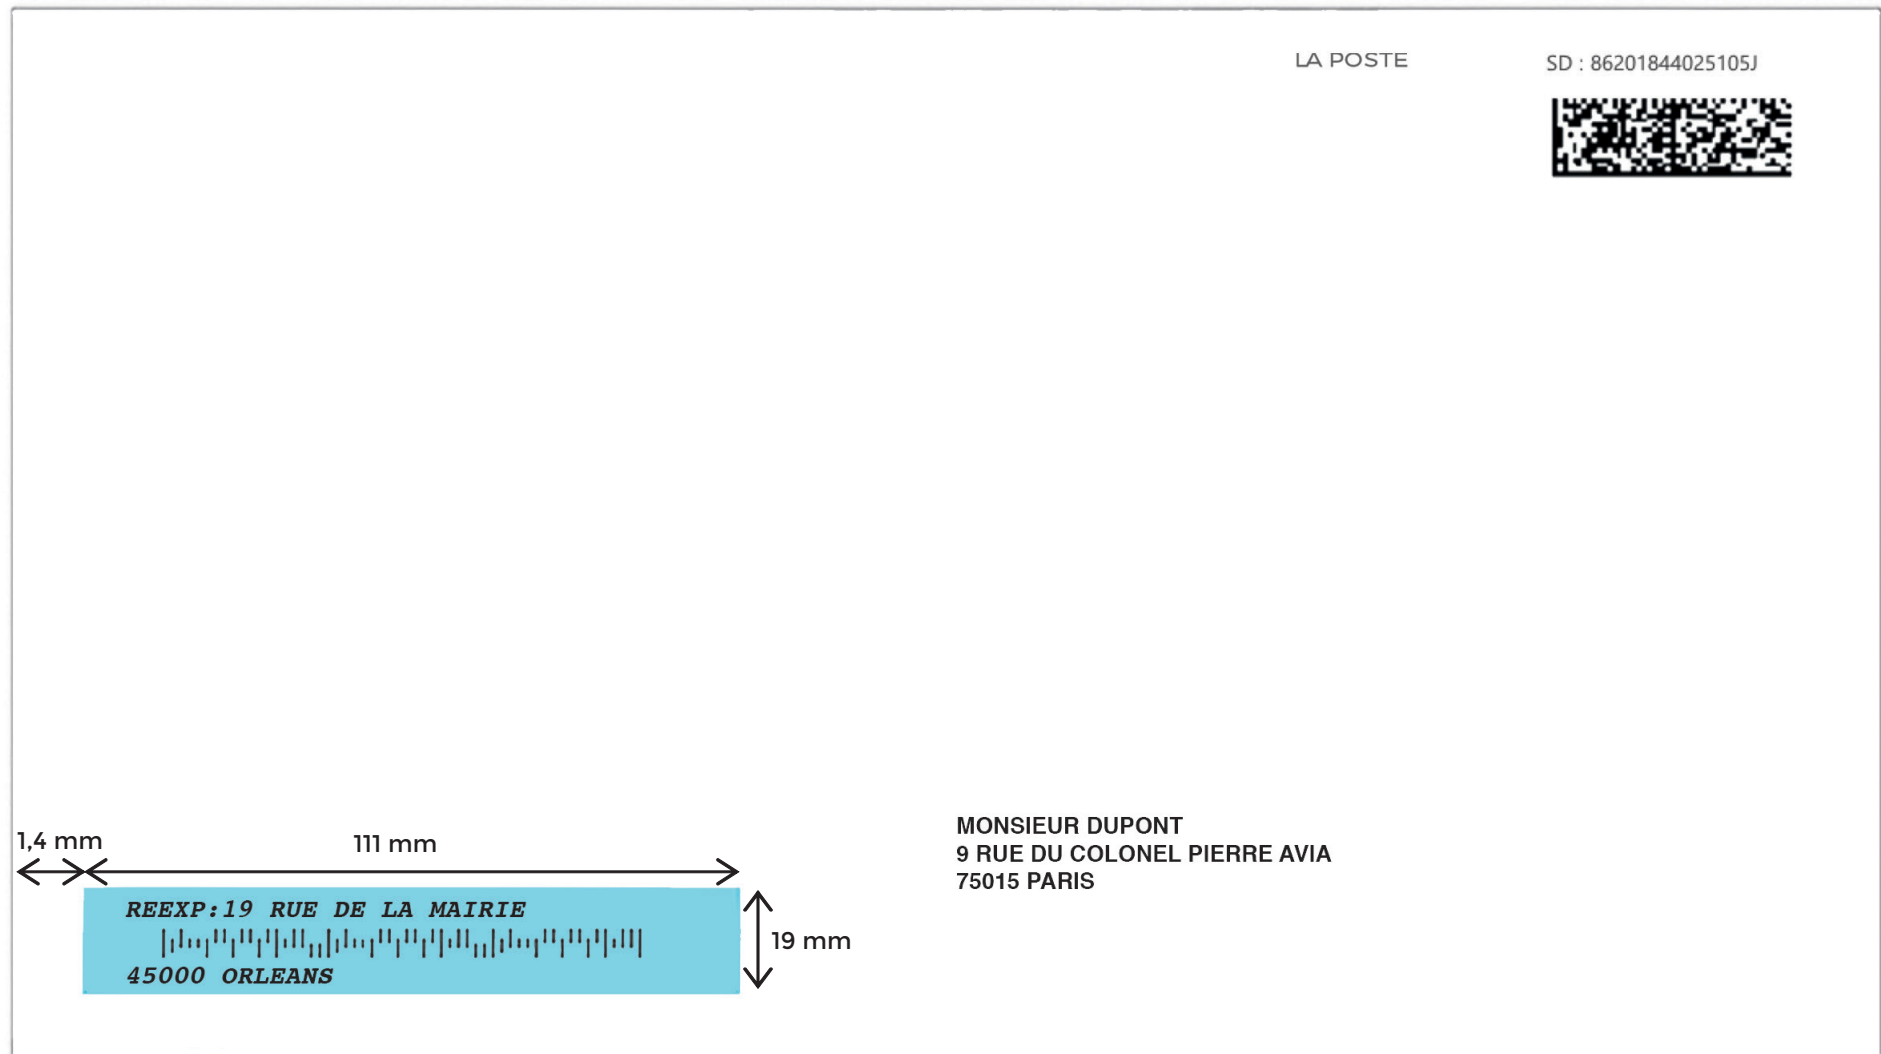 LA POSTE
SD : 86201844025105J
1,4 mm
111 mm
MONSIEUR DUPONT
9 RUE DU COLONEL PIERRE AVIA
75015 PARIS
REEXP:19 RUE DE LA MAIRIE
19 mm
45000 ORLEANS